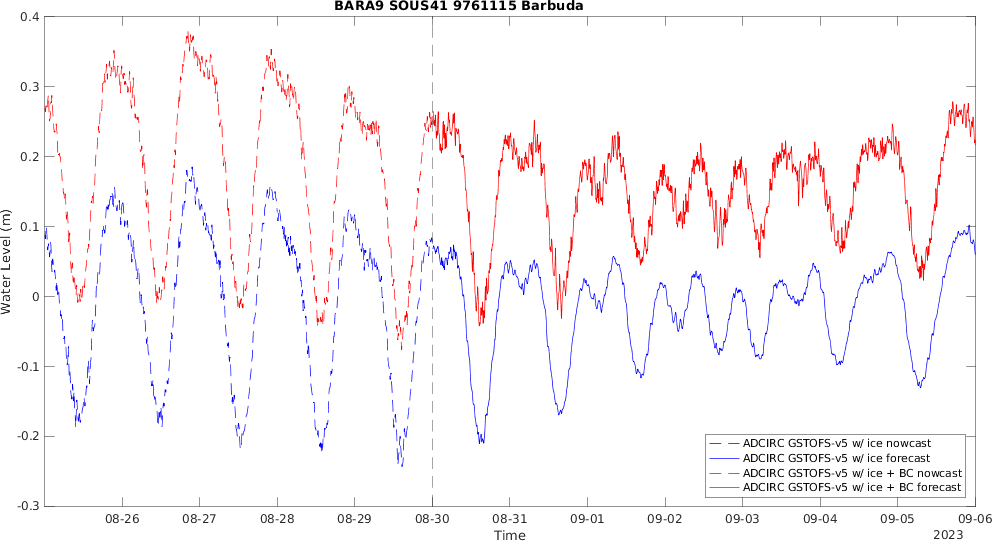 BARA9 SOUS41 9761115 Barbuda
0.4
0.3
0.2
0.1
0
-0.1
-0.2
-0.3
Water Level (m)
ADCIRC GSTOFS-v5 w/ ice nowcast
ADCIRC GSTOFS-v5 w/ ice forecast
ADCIRC GSTOFS-v5 w/ ice + BC nowcast
ADCIRC GSTOFS-v5 w/ ice + BC forecast
08-26 08-27 08-28 08-29 08-30 08-31 09-01 09-02 09-03 09-04 09-05 09-06
Time
2023